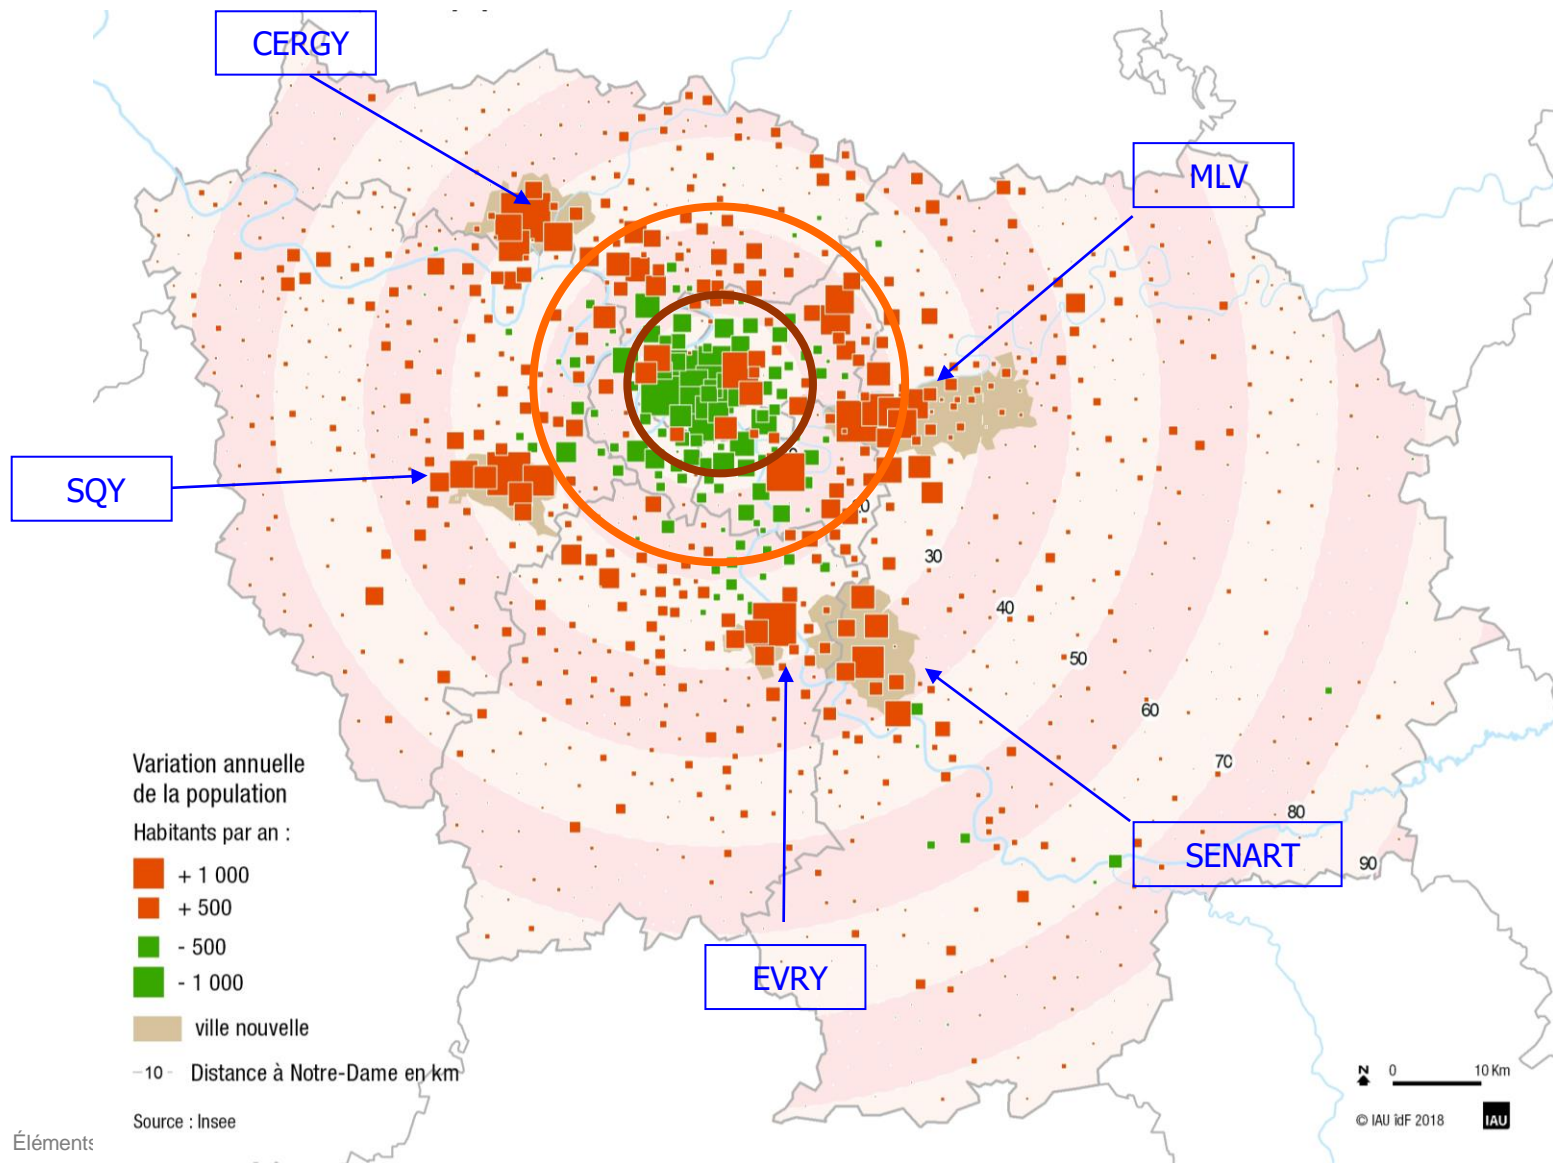 CERGY
MLV
SQY
30
40
50
60
70
80
90
SENART
EVRY
Variation annuelle
de la population
Habitants par an :
+ 1 000
+ 500
- 500
- 1 000
ville nouvelle
- 10 - Distance à Notre-Dame en km
Source : Insee
N 0 10 Km
© IAU îdF 2018 IAU
Éléments